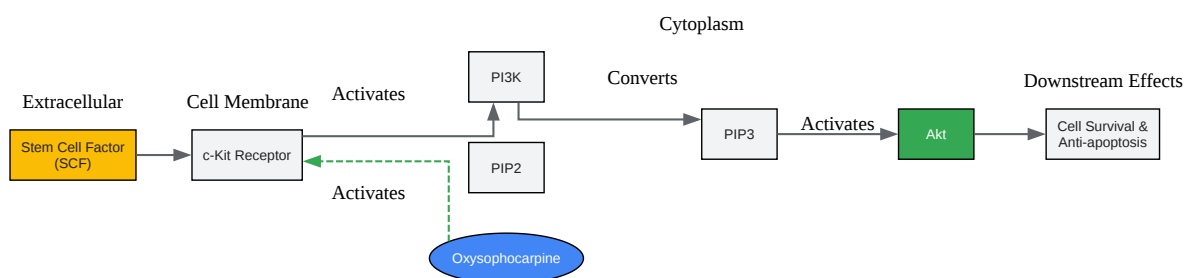 Cytoplasm
Extracellular
Cell Membrane
Activates
PI3K
Converts
Downstream Effects
Stem Cell Factor
(SCF)
c-Kit Receptor
PIP2
PIP3
Activates
Akt
Cell Survival &
Anti-apoptosis
Activates
Oxysophocarpine